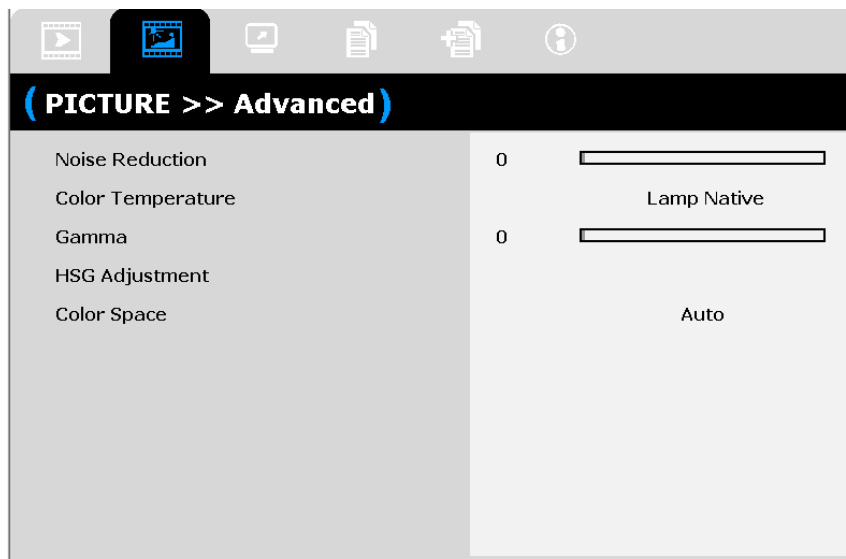 PICTURE >> Advanced
Noise Reduction 0
Color Temperature Lamp Native
Gamma 0
HSG Adjustment
Color Space Auto